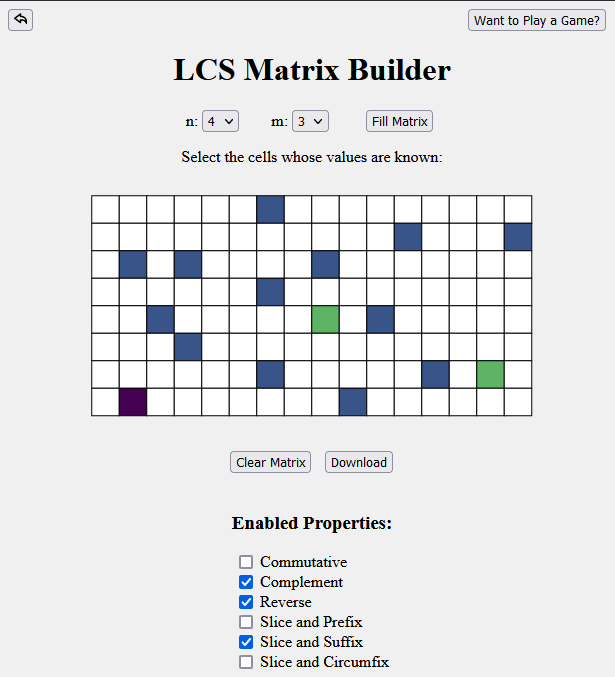 Want to Play a Game?
LCS Matrix Builder
n: 4 m: 3 Fill Matrix
Select the cells whose values are known:
Clear Matrix Download
Enabled Properties:
Commutative
Complement
Reverse
Slice and Prefix
Slice and Suffix
Slice and Circumfix